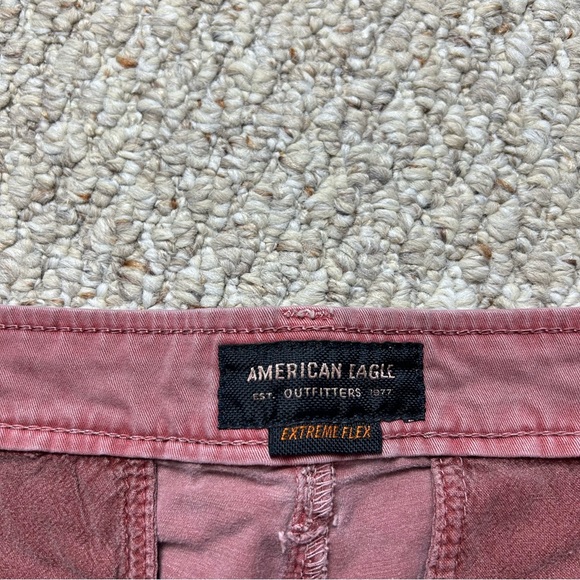 AMERICAN EAGLE
EST. OUTFITTERS 1977
EXTREME FLEX